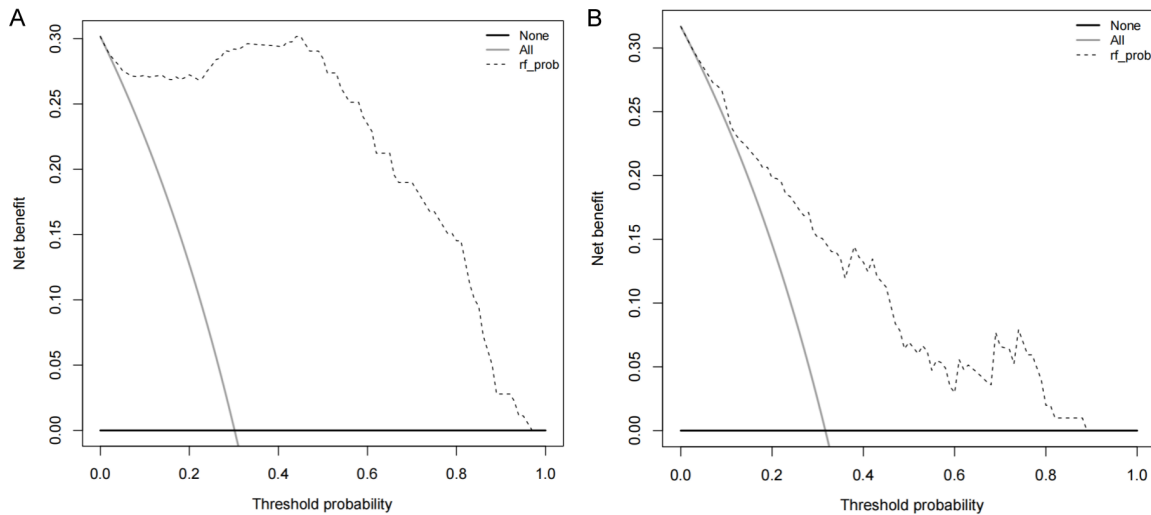 A
None
All
rf_prob
Net benefit
0.30
0.25
0.20
0.15
0.10
0.05
0.00
0.0 0.2 0.4 0.6 0.8 1.0
Threshold probability
B
None
All
rf_prob
Net benefit
0.30
0.25
0.20
0.15
0.10
0.05
0.00
0.0 0.2 0.4 0.6 0.8 1.0
Threshold probability